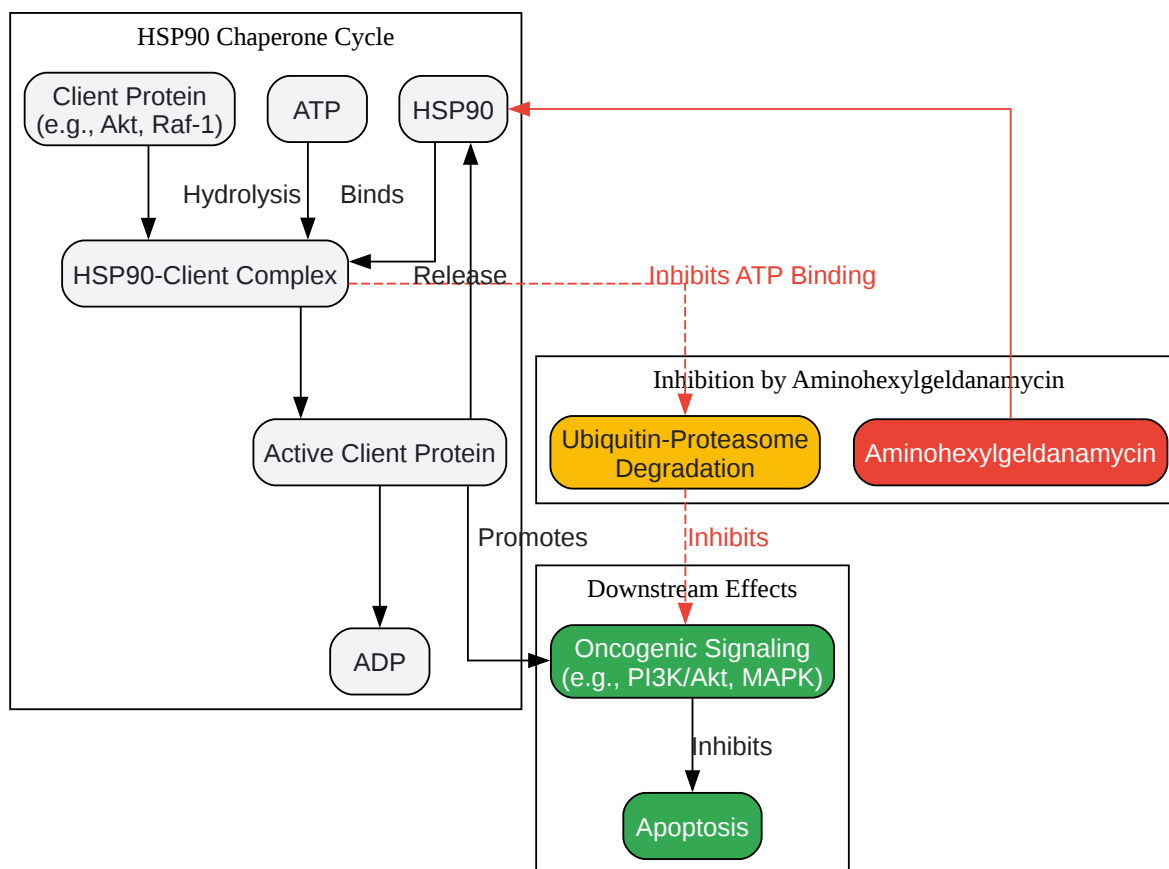 HSP90 Chaperone Cycle
Client Protein
(e.g., Akt, Raf-1)
ATP
HSP90
Hydrolysis
Binds
HSP90-Client Complex
Release
Inhibits ATP Binding
Inhibition by Aminohexylgeldanamycin
Active Client Protein
Ubiquitin-Proteasome
Degradation
Aminohexylgeldanamycin
Promotes
Inhibits
Downstream Effects
ADP
Oncogenic Signaling
(e.g., PI3K/Akt, MAPK)
Inhibits
Apoptosis